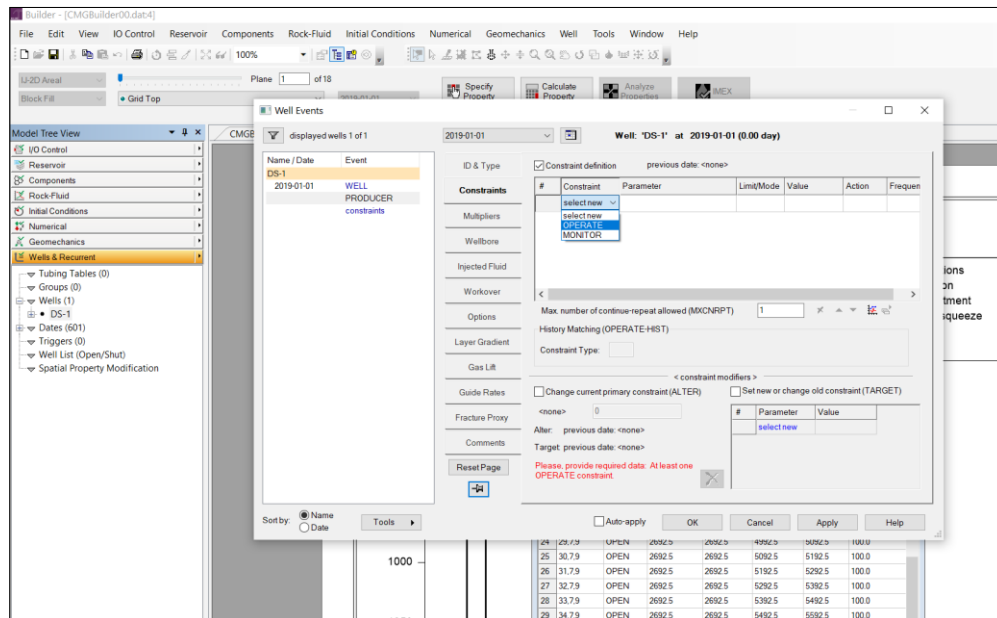 Builder - [CMGBuilder00.dat:4]
File Edit View IO Control Reservoir Components Rock-Fluid Initial Conditions Numerical Geomechanics Well Tools Window Help
100%
IJ-2D Areal Plane 1 of 18
Block Fill Grid Top 2019-01-01
Specify Property
Calculate Property
Analyze Properties
IMEX
Model Tree View
CMGB
I/O Control
Reservoir
Components
Rock-Fluid
Initial Conditions
Numerical
Geomechanics
Wells & Recurrent
Tubing Tables (0)
Groups (0)
Wells (1)
DS-1
Dates (601)
Triggers (0)
Well List (Open/Shut)
Spatial Property Modification
Well Events
displayed wells 1 of 1
2019-01-01
Well: 'DS-1' at 2019-01-01 (0.00 day)
Name / Date Event
DS-1
2019-01-01 WELL
PRODUCER
constraints
Sort by: Name
Date
Tools
ID & Type
Constraints
Multipliers
Wellbore
Injected Fluid
Workover
Options
Layer Gradient
Gas Lift
Guide Rates
Fracture Proxy
Comments
Reset Page
Constraint definition previous date: <none>
# Constraint Parameter Limit/Mode Value Action Frequen
select new
select new
OPERATE
MONITOR
Max. number of continue-repeat allowed (MXCNRPT) 1
History Matching (OPERATE-HIST)
Constraint Type:
< constraint modifiers >
Change current primary constraint (ALTER)
<none> 0
Alter: previous date: <none>
Target: previous date: <none>
Please, provide required data: At least one
OPERATE constraint
Set new or change old constraint (TARGET)
# Parameter Value
select new
Auto-apply OK Cancel Apply Help
ions
on
tment
squeeze
1000
24 29,7,9 OPEN 2692.5 2692.5 4992.5 5092.5 100.0
25 30,7,9 OPEN 2692.5 2692.5 5092.5 5192.5 100.0
26 31,7,9 OPEN 2692.5 2692.5 5192.5 5292.5 100.0
27 32,7,9 OPEN 2692.5 2692.5 5292.5 5392.5 100.0
28 33,7,9 OPEN 2692.5 2692.5 5392.5 5492.5 100.0
29 34,7,9 OPEN 2692.5 2692.5 5492.5 5592.5 100.0